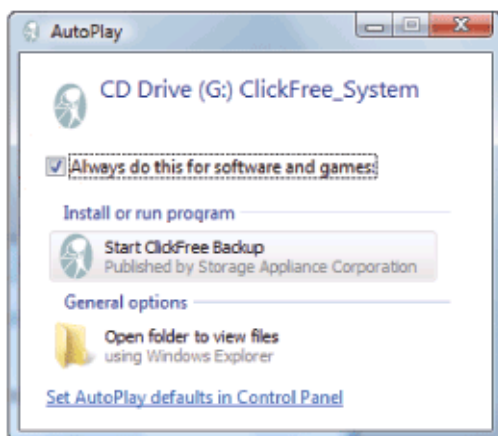 AutoPlay
CD Drive (G:) ClickFree_System
Always do this for software and games:
Install or run program
Start ClickFree Backup
Published by Storage Appliance Corporation
General options
Open folder to view files
using Windows Explorer
Set AutoPlay defaults in Control Panel